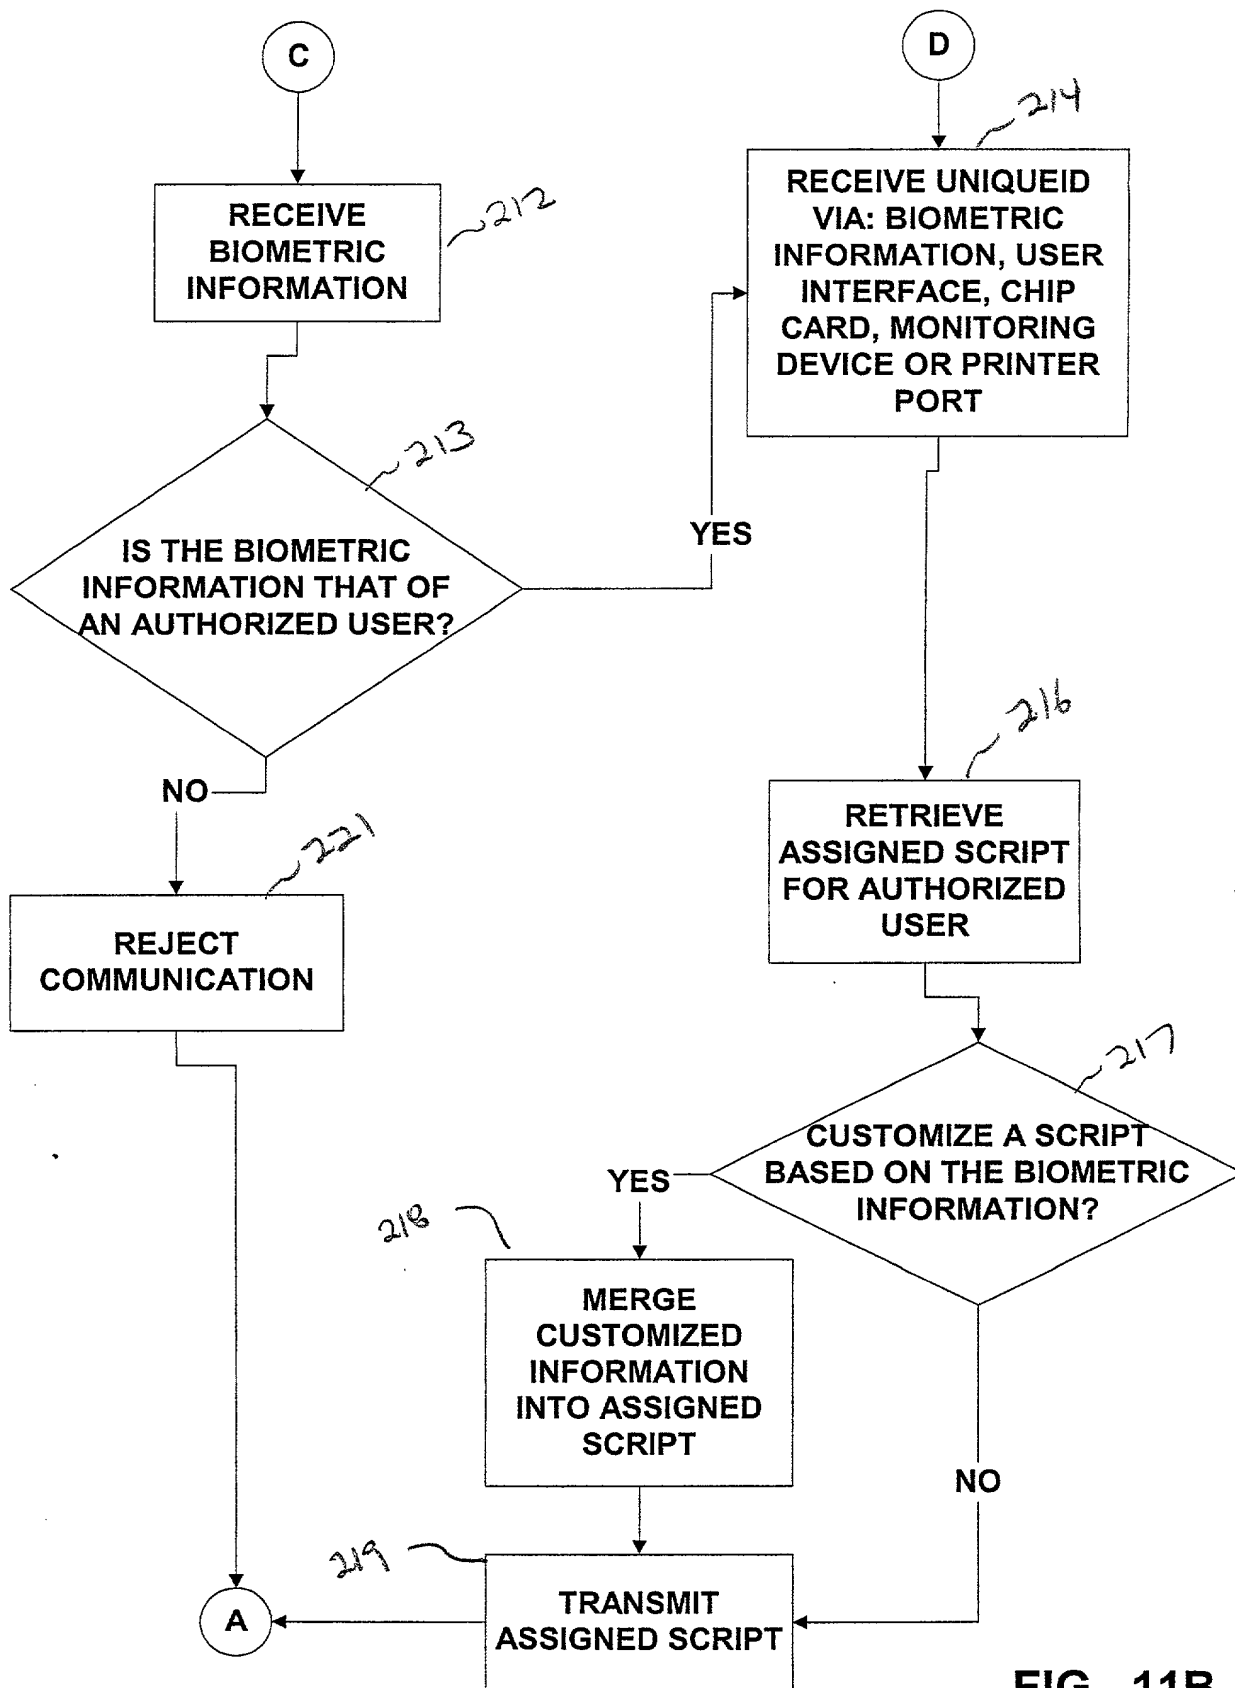 C
D
214
RECEIVE
BIOMETRIC
INFORMATION
212
RECEIVE UNIQUEID
VIA: BIOMETRIC
INFORMATION, USER
INTERFACE, CHIP
CARD, MONITORING
DEVICE OR PRINTER
PORT
213
IS THE BIOMETRIC
INFORMATION THAT OF
AN AUTHORIZED USER?
YES
NO
216
RETRIEVE
ASSIGNED SCRIPT
FOR AUTHORIZED
USER
221
REJECT
COMMUNICATION
217
CUSTOMIZE A SCRIPT
BASED ON THE BIOMETRIC
INFORMATION?
YES
218
MERGE
CUSTOMIZED
INFORMATION
INTO ASSIGNED
SCRIPT
NO
219
TRANSMIT
ASSIGNED SCRIPT
A
FIG 11B